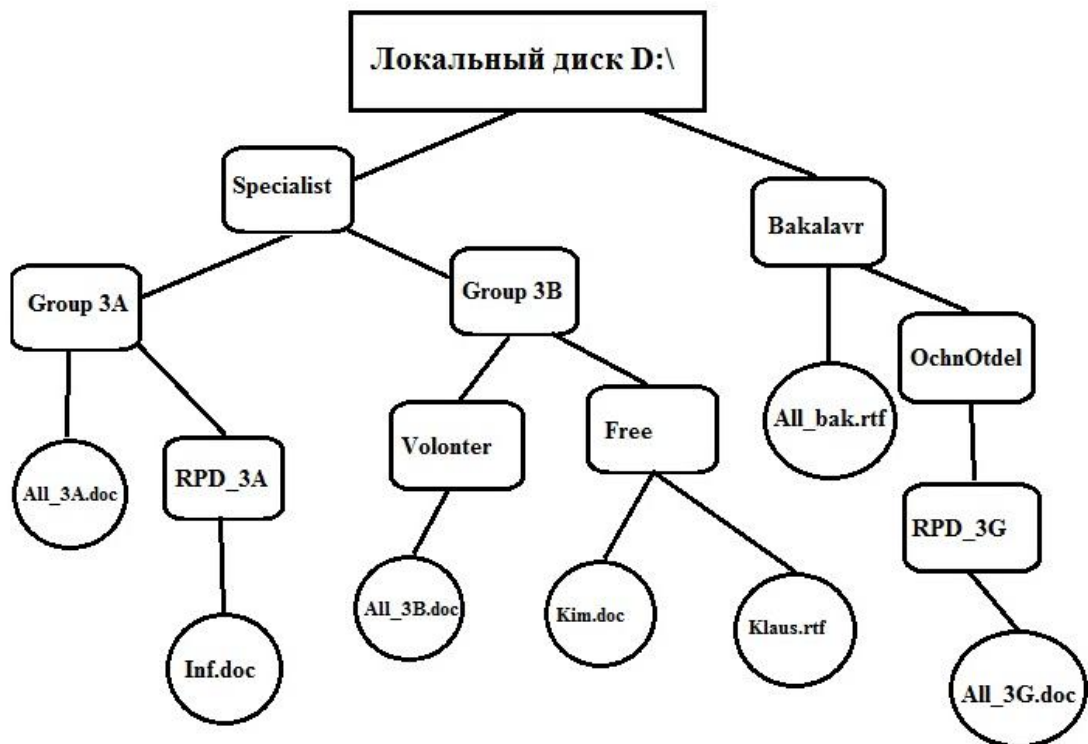 Локальный диск D:\
Specialist
Bakalavr
Group 3A
Group 3B
OchnOtdel
All_bak.rtf
Volonter
Free
RPD_3A
All_3A.doc
RPD_3G
All_3B.doc
Kim.doc
Klaus.rtf
Inf.doc
All_3G.doc